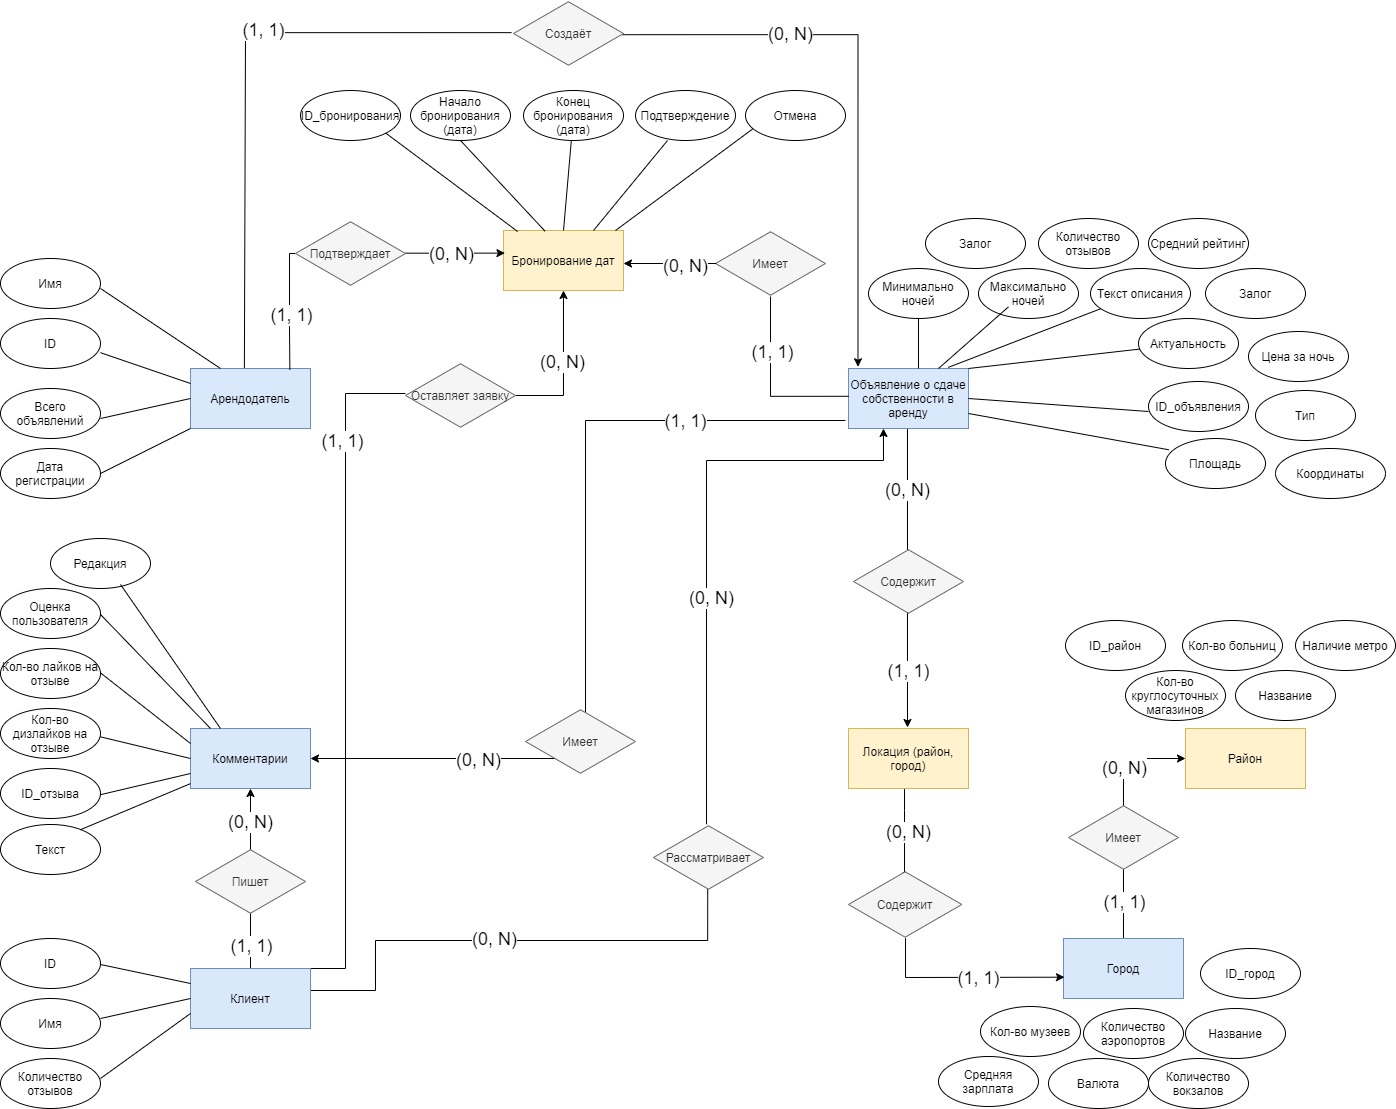 (1, 1)
Создаёт
(0, N)
ID_бронирования
Начало
бронирования
(дата)
Конец
бронирования
(дата)
Подтверждение
Отмена
Подтверждает
(0, N)
Бронирование дат
(0, N)
Имеет
(1, 1)
(1, 1)
(0, N)
Залог
Количество
отзывов
Средний рейтинг
Минимально
ночей
Максимально
ночей
Текст описания
Залог
Актуальность
Цена за ночь
ID_объявления
Тип
Площадь
Координаты
Имя
ID
Всего
объявлений
Дата
регистрации
Арендодатель
Оставляет заявку
(1, 1)
Объявление о сдаче
собственности в
аренду
(1, 1)
(0, N)
Содержит
(1, 1)
(0, N)
Редакция
Оценка
пользователя
Кол-во лайков на
отзыве
Кол-во
дизлайков на
отзыве
ID_отзыва
Текст
Комментарии
(0, N)
Имеет
Локация (район,
город)
ID_район
Кол-во больниц
Наличие метро
Кол-во
круглосуточных
магазинов
Название
Район
(0, N)
Имеет
(1, 1)
(0, N)
Пишет
(1, 1)
Рассматривает
(0, N)
(0, N)
Содержит
(1, 1)
ID
Имя
Количество
отзывов
Клиент
Город
ID_город
Кол-во музеев
Количество
аэропортов
Название
Средняя
зарплата
Валюта
Количество
вокзалов